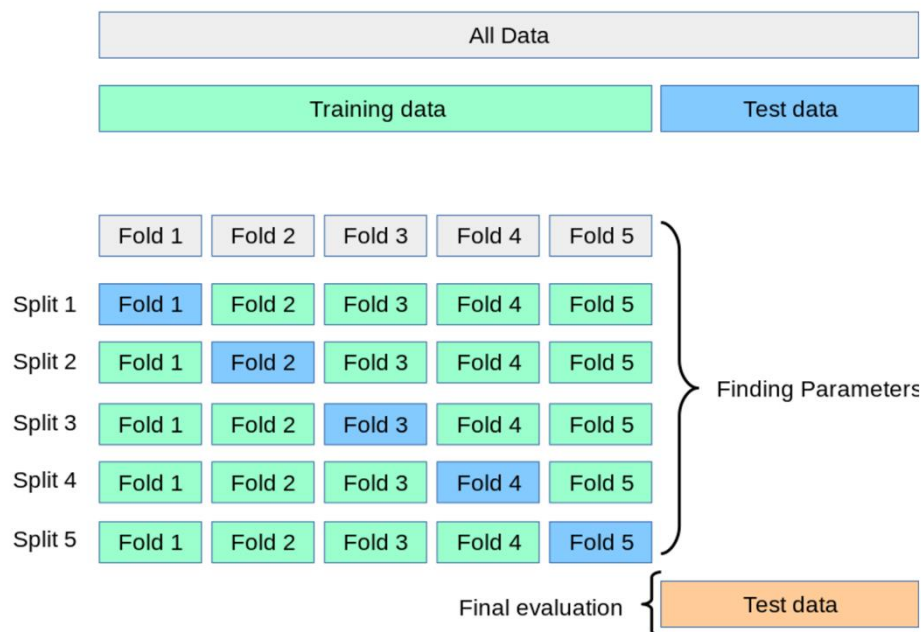 All Data
Training data Test data
Fold 1 Fold 2 Fold 3 Fold 4 Fold 5
Split 1 Fold 1 Fold 2 Fold 3 Fold 4 Fold 5
Split 2 Fold 1 Fold 2 Fold 3 Fold 4 Fold 5
Finding Parameters
Split 3 Fold 1 Fold 2 Fold 3 Fold 4 Fold 5
Split 4 Fold 1 Fold 2 Fold 3 Fold 4 Fold 5
Split 5 Fold 1 Fold 2 Fold 3 Fold 4 Fold 5
Final evaluation Test data